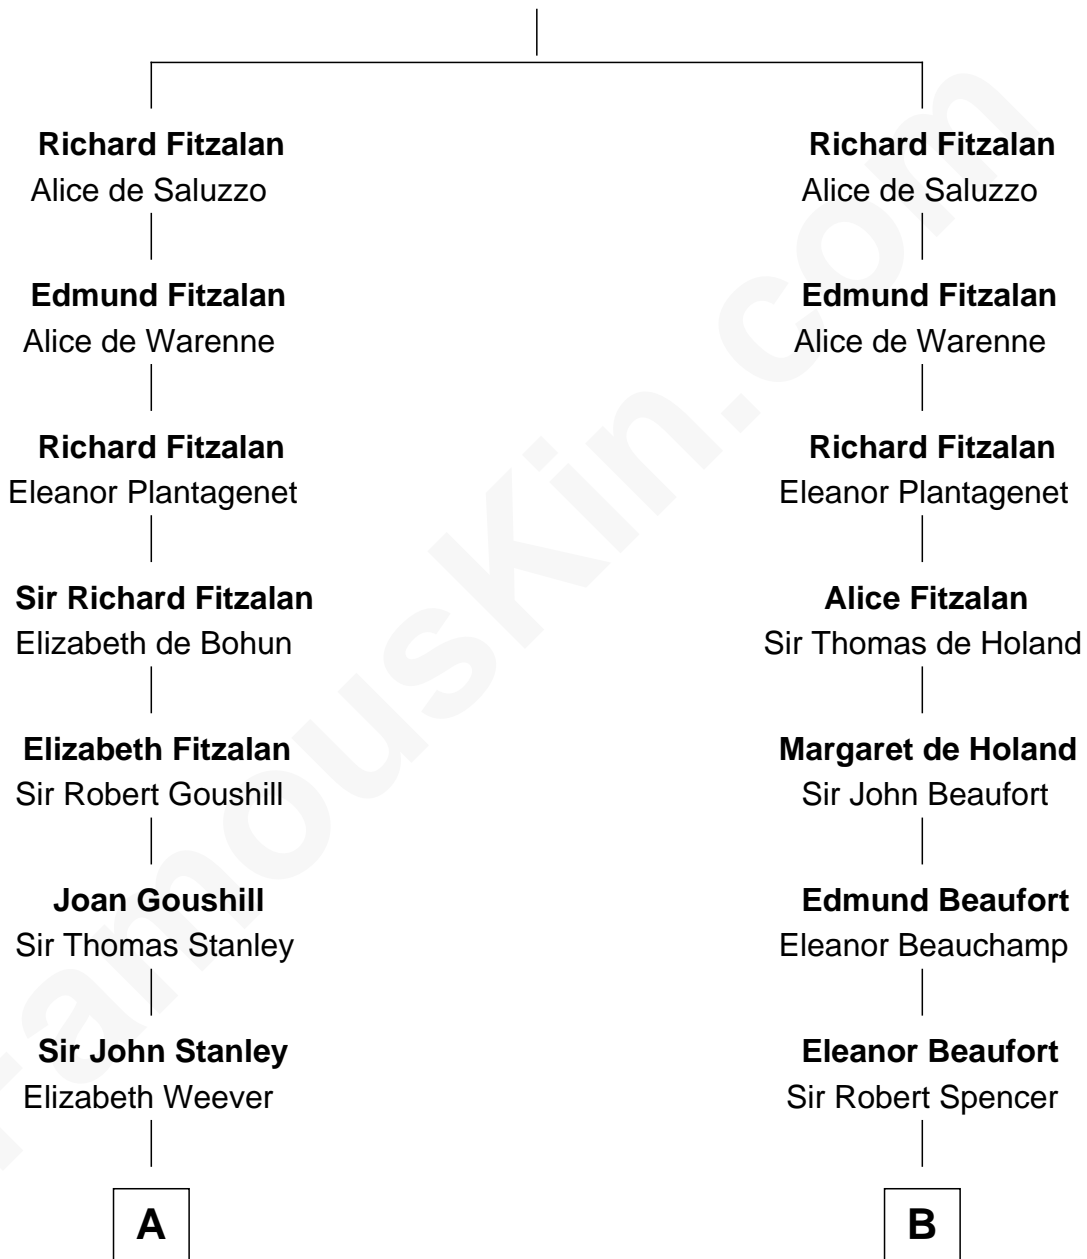 Richard Fitzalan
Alice de Saluzzo
Edmund Fitzalan
Alice de Warenne
Richard Fitzalan
Eleanor Plantagenet
Sir Richard Fitzalan
Elizabeth de Bohun
Elizabeth Fitzalan
Sir Robert Goushill
Joan Goushill
Sir Thomas Stanley
Sir John Stanley
Elizabeth Weever
A
Richard Fitzalan
Alice de Saluzzo
Edmund Fitzalan
Alice de Warenne
Richard Fitzalan
Eleanor Plantagenet
Alice Fitzalan
Sir Thomas de Holand
Margaret de Holand
Sir John Beaufort
Edmund Beaufort
Eleanor Beauchamp
Eleanor Beaufort
Sir Robert Spencer
B
FamousKin.com